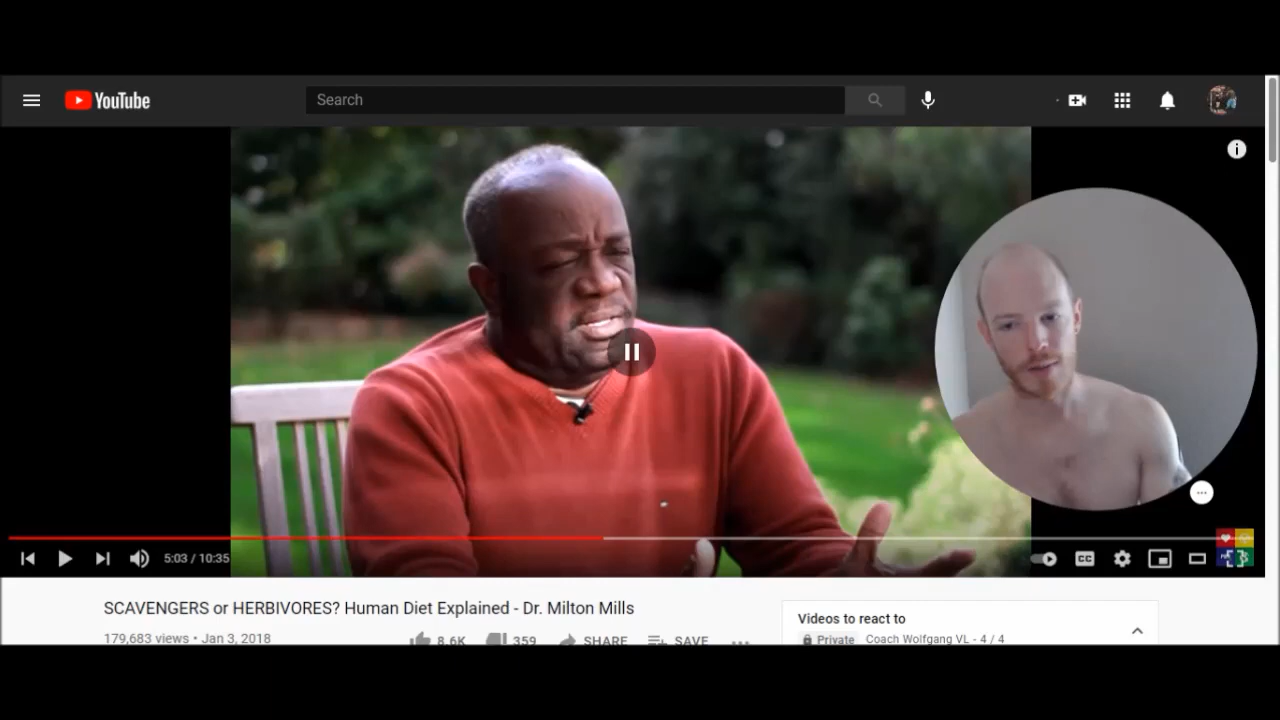 YouTube
Search
5:03 / 10:35
CC
SCAVENGERS or HERBIVORES? Human Diet Explained - Dr. Milton Mills
179,683 views • Jan 3, 2018
8.6K 359 SHARE SAVE
Videos to react to
Private Coach Wolfgang VL - 4 / 4